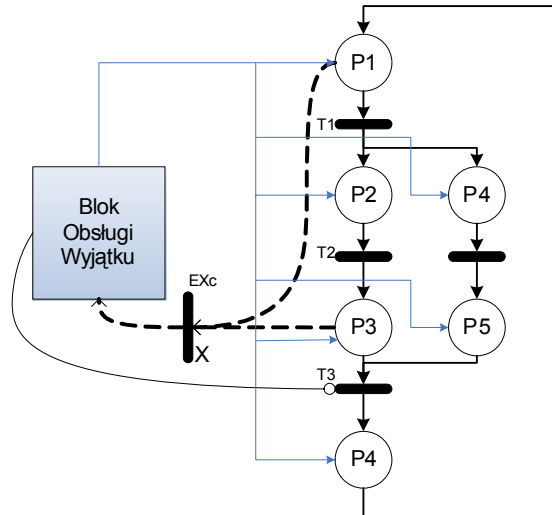 P1
T1
P2
P4
Blok
Obsługi
Wyjątku
T2
EXc
P3
P5
X
T3
P4